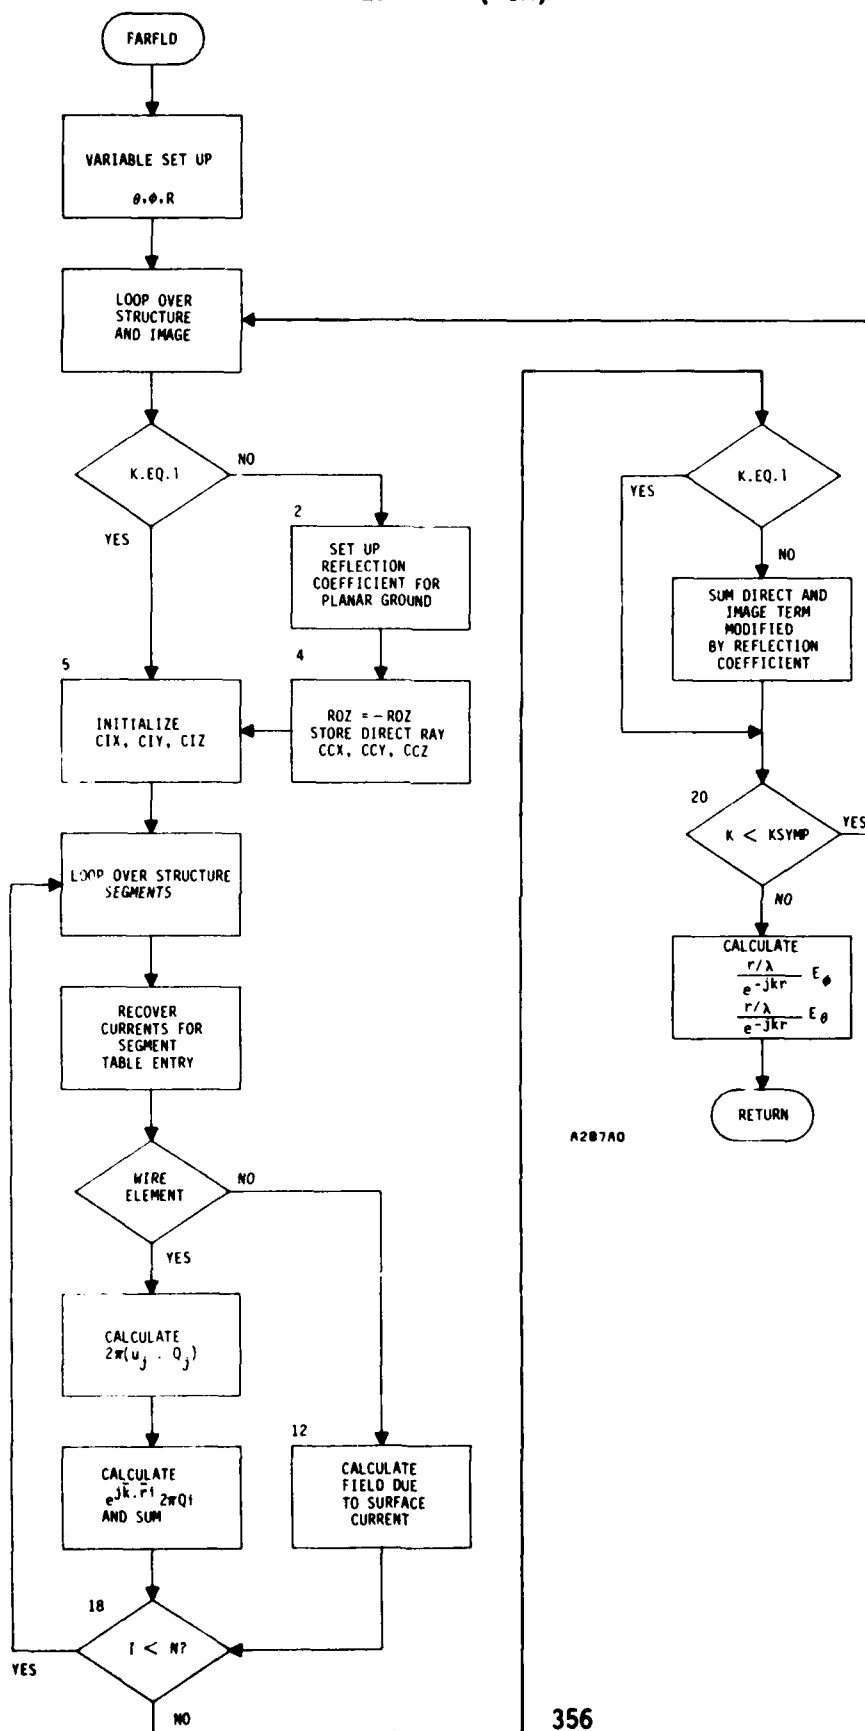 FARFLD
VARIABLE SET UP
θ,φ,R
LOOP OVER
STRUCTURE
AND IMAGE
K.EQ.1
NO
YES
2
SET UP
REFLECTION
COEFFICIENT FOR
PLANAR GROUND
4
ROZ = -ROZ
STORE DIRECT RAY
CCX, CCY, CCZ
5
INITIALIZE
CIX, CIY, CIZ
LOOP OVER STRUCTURE
SEGMENTS
RECOVER
CURRENTS FOR
SEGMENT
TABLE ENTRY
WIRE
ELEMENT
NO
YES
CALCULATE
2π(u_j . Q_j)
CALCULATE
e^{jk̄.r̄i} 2πQi
AND SUM
12
CALCULATE
FIELD DUE
TO SURFACE
CURRENT
18
I < N?
YES
NO
K.EQ.1
YES
NO
SUM DIRECT AND
IMAGE TERM
MODIFIED
BY REFLECTION
COEFFICIENT
20
K < KSYMP
YES
NO
CALCULATE
r/λ / e^{-jkr} E_φ
r/λ / e^{-jkr} E_θ
RETURN
A287A0
356